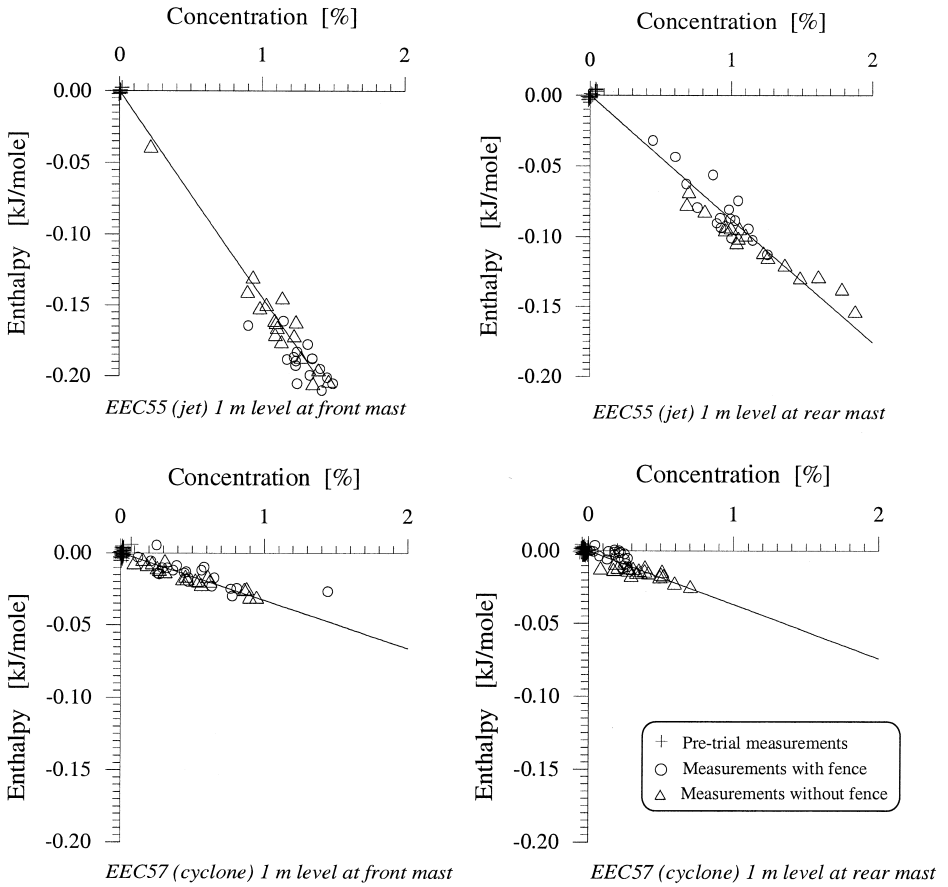 Concentration [%]
0 1 2
0.00
-0.05
-0.10
-0.15
-0.20
Enthalpy [kJ/mole]
EEC55 (jet) 1 m level at front mast
Concentration [%]
0 1 2
0.00
-0.05
-0.10
-0.15
-0.20
Enthalpy [kJ/mole]
EEC55 (jet) 1 m level at rear mast
Concentration [%]
0 1 2
0.00
-0.05
-0.10
-0.15
-0.20
Enthalpy [kJ/mole]
EEC57 (cyclone) 1 m level at front mast
Concentration [%]
0 1 2
0.00
-0.05
-0.10
-0.15
-0.20
Enthalpy [kJ/mole]
Pre-trial measurements
Measurements with fence
Measurements without fence
EEC57 (cyclone) 1 m level at rear mast